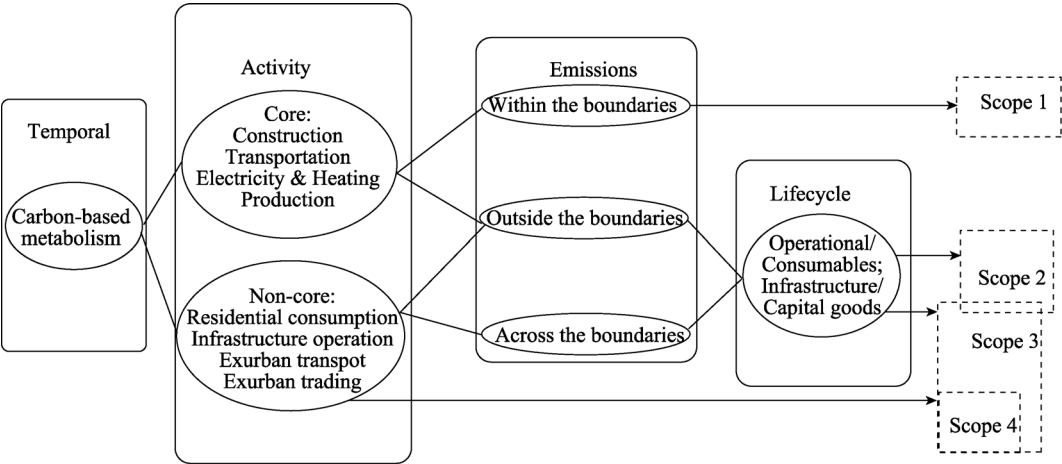 Temporal
Carbon-based
metabolism
Activity
Core:
Construction
Transportation
Electricity & Heating
Production
Non-core:
Residential consumption
Infrastructure operation
Exurban transpot
Exurban trading
Emissions
Within the boundaries
Outside the boundaries
Across the boundaries
Lifecycle
Operational/
Consumables;
Infrastructure/
Capital goods
Scope 1
Scope 2
Scope 3
Scope 4